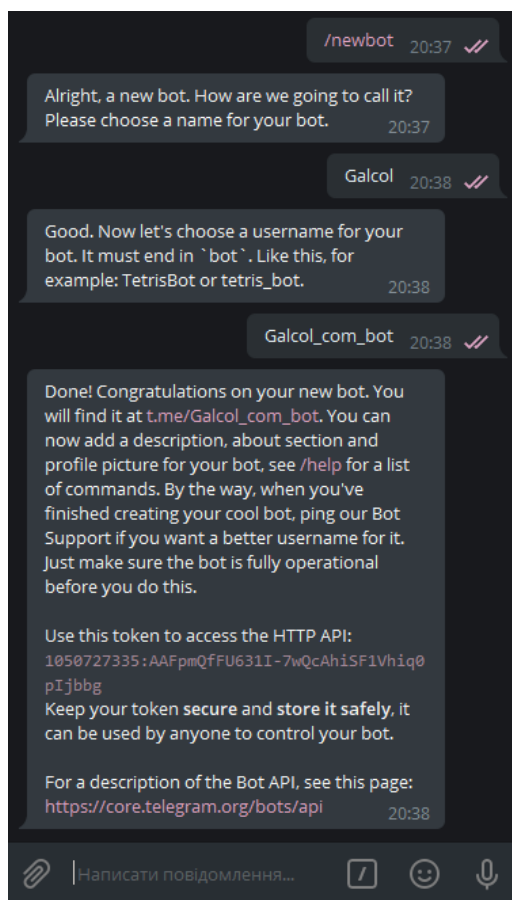 /newbot 20:37
Alright, a new bot. How are we going to call it?
Please choose a name for your bot. 20:37
Galcol 20:38
Good. Now let's choose a username for your
bot. It must end in `bot`. Like this, for
example: TetrisBot or tetris_bot. 20:38
Galcol_com_bot 20:38
Done! Congratulations on your new bot. You
will find it at t.me/Galcol_com_bot. You can
now add a description, about section and
profile picture for your bot, see /help for a list
of commands. By the way, when you've
finished creating your cool bot, ping our Bot
Support if you want a better username for it.
Just make sure the bot is fully operational
before you do this.
Use this token to access the HTTP API:
1050727335:AAFpmQfFU631I-7wQcAhiSF1Vhiq0
pIjbbg
Keep your token secure and store it safely, it
can be used by anyone to control your bot.
For a description of the Bot API, see this page:
https://core.telegram.org/bots/api 20:38
Написати повідомлення...